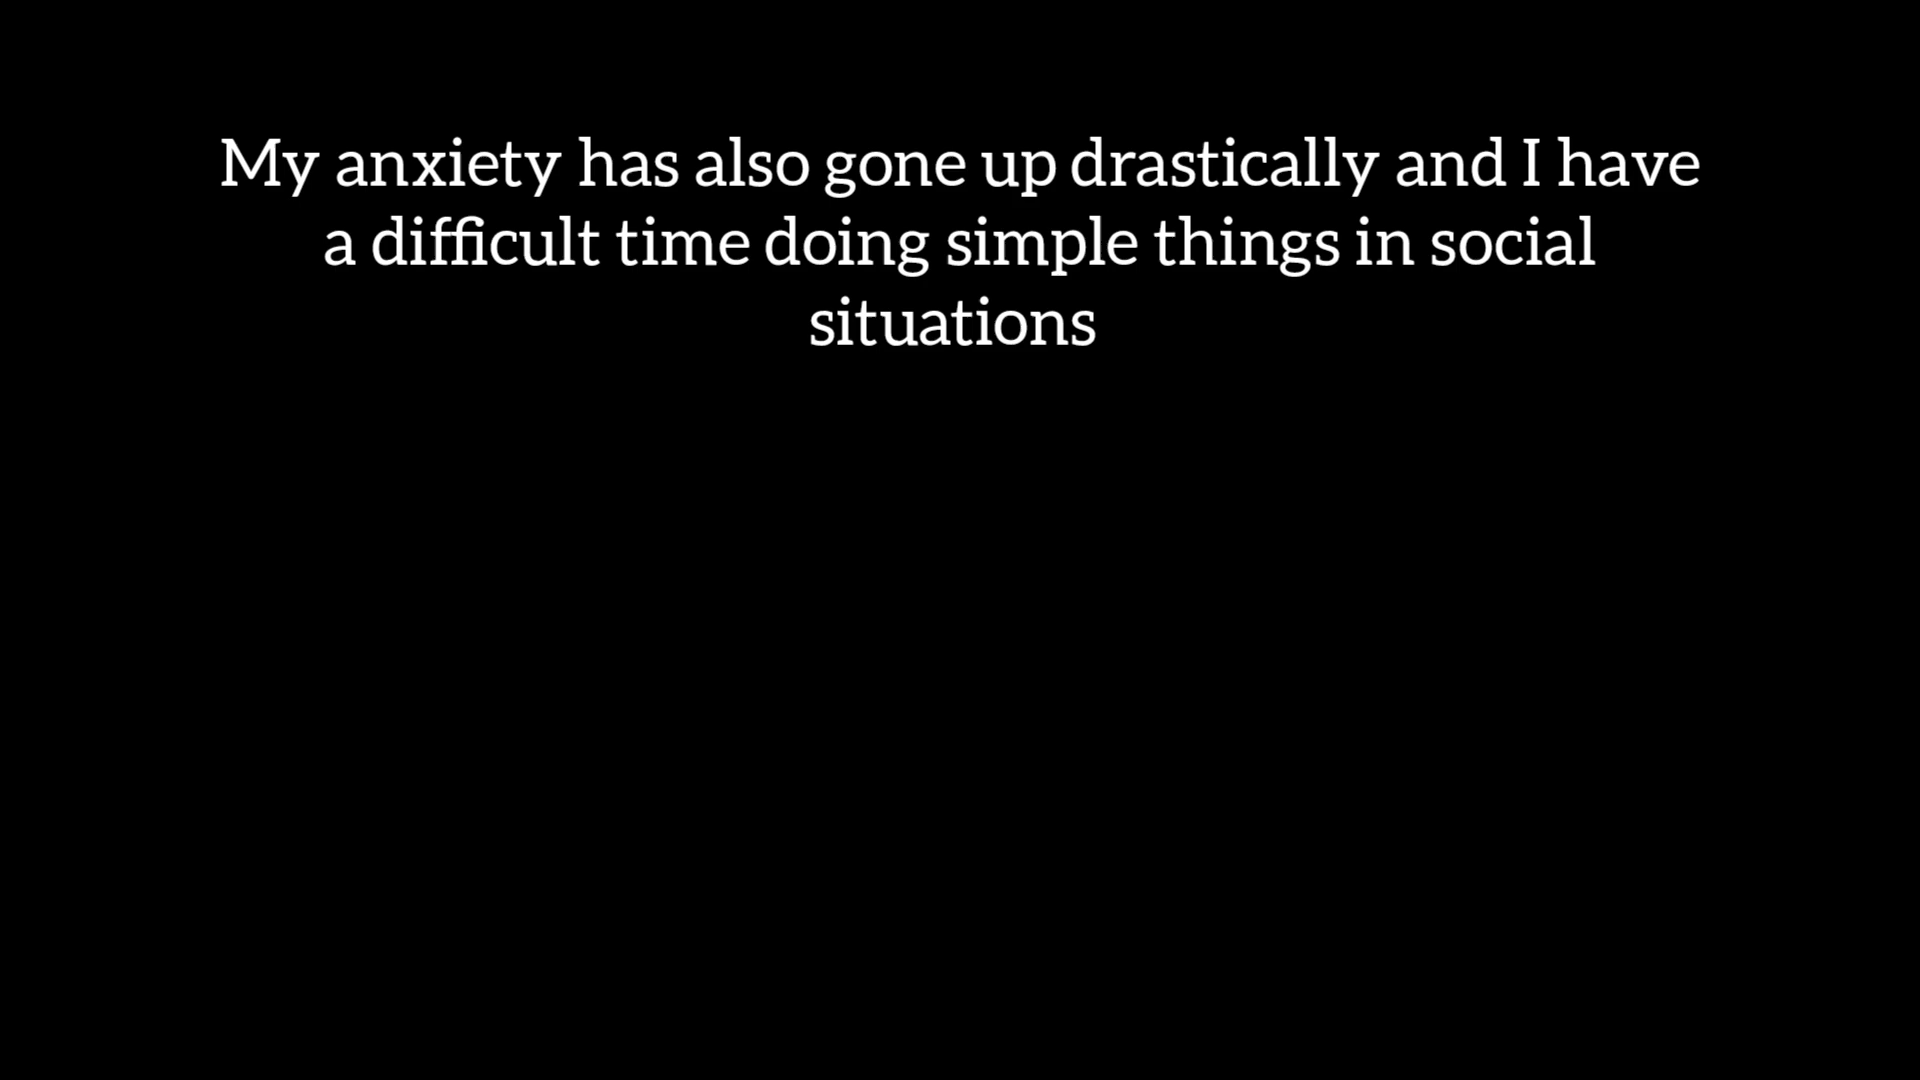 My anxiety has also gone up drastically and I have
a difficult time doing simple things in social
situations